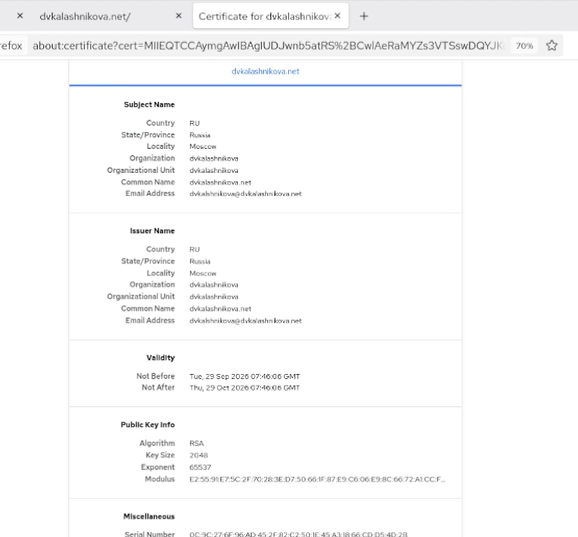 dvkalashnikova.net/ × Certificate for dvkalashnikov × +
refox about:certificate?cert=MIIEQTCCAymgAwIBAgIUDJwnb5atRS%2BCwlAeRaMYZs3VTSswDQYJK 70%
dvkalashnikova.net
Subject Name
Country RU
State/Province Russia
Locality Moscow
Organization dvkalashnikova
Organizational Unit dvkalashnikova
Common Name dvkalashnikova.net
Email Address dvkalshnikova@dvkalashnikova.net
Issuer Name
Country RU
State/Province Russia
Locality Moscow
Organization dvkalashnikova
Organizational Unit dvkalashnikova
Common Name dvkalashnikova.net
Email Address dvkalshnikova@dvkalashnikova.net
Validity
Not Before Tue, 29 Sep 2026 07:46:06 GMT
Not After Thu, 29 Oct 2026 07:46:06 GMT
Public Key Info
Algorithm RSA
Key Size 2048
Exponent 65537
Modulus E2:55:91:E7:5C:2F:70:28:3E:D7:50:66:1F:87:E9:C6:06:E9:8C:66:72:A1:CC:F...
Miscellaneous
Serial Number 0C:9C:27:6F:96:AD:45:2F:82:C2:50:1E:45:A3:18:66:CD:D5:4D:2B